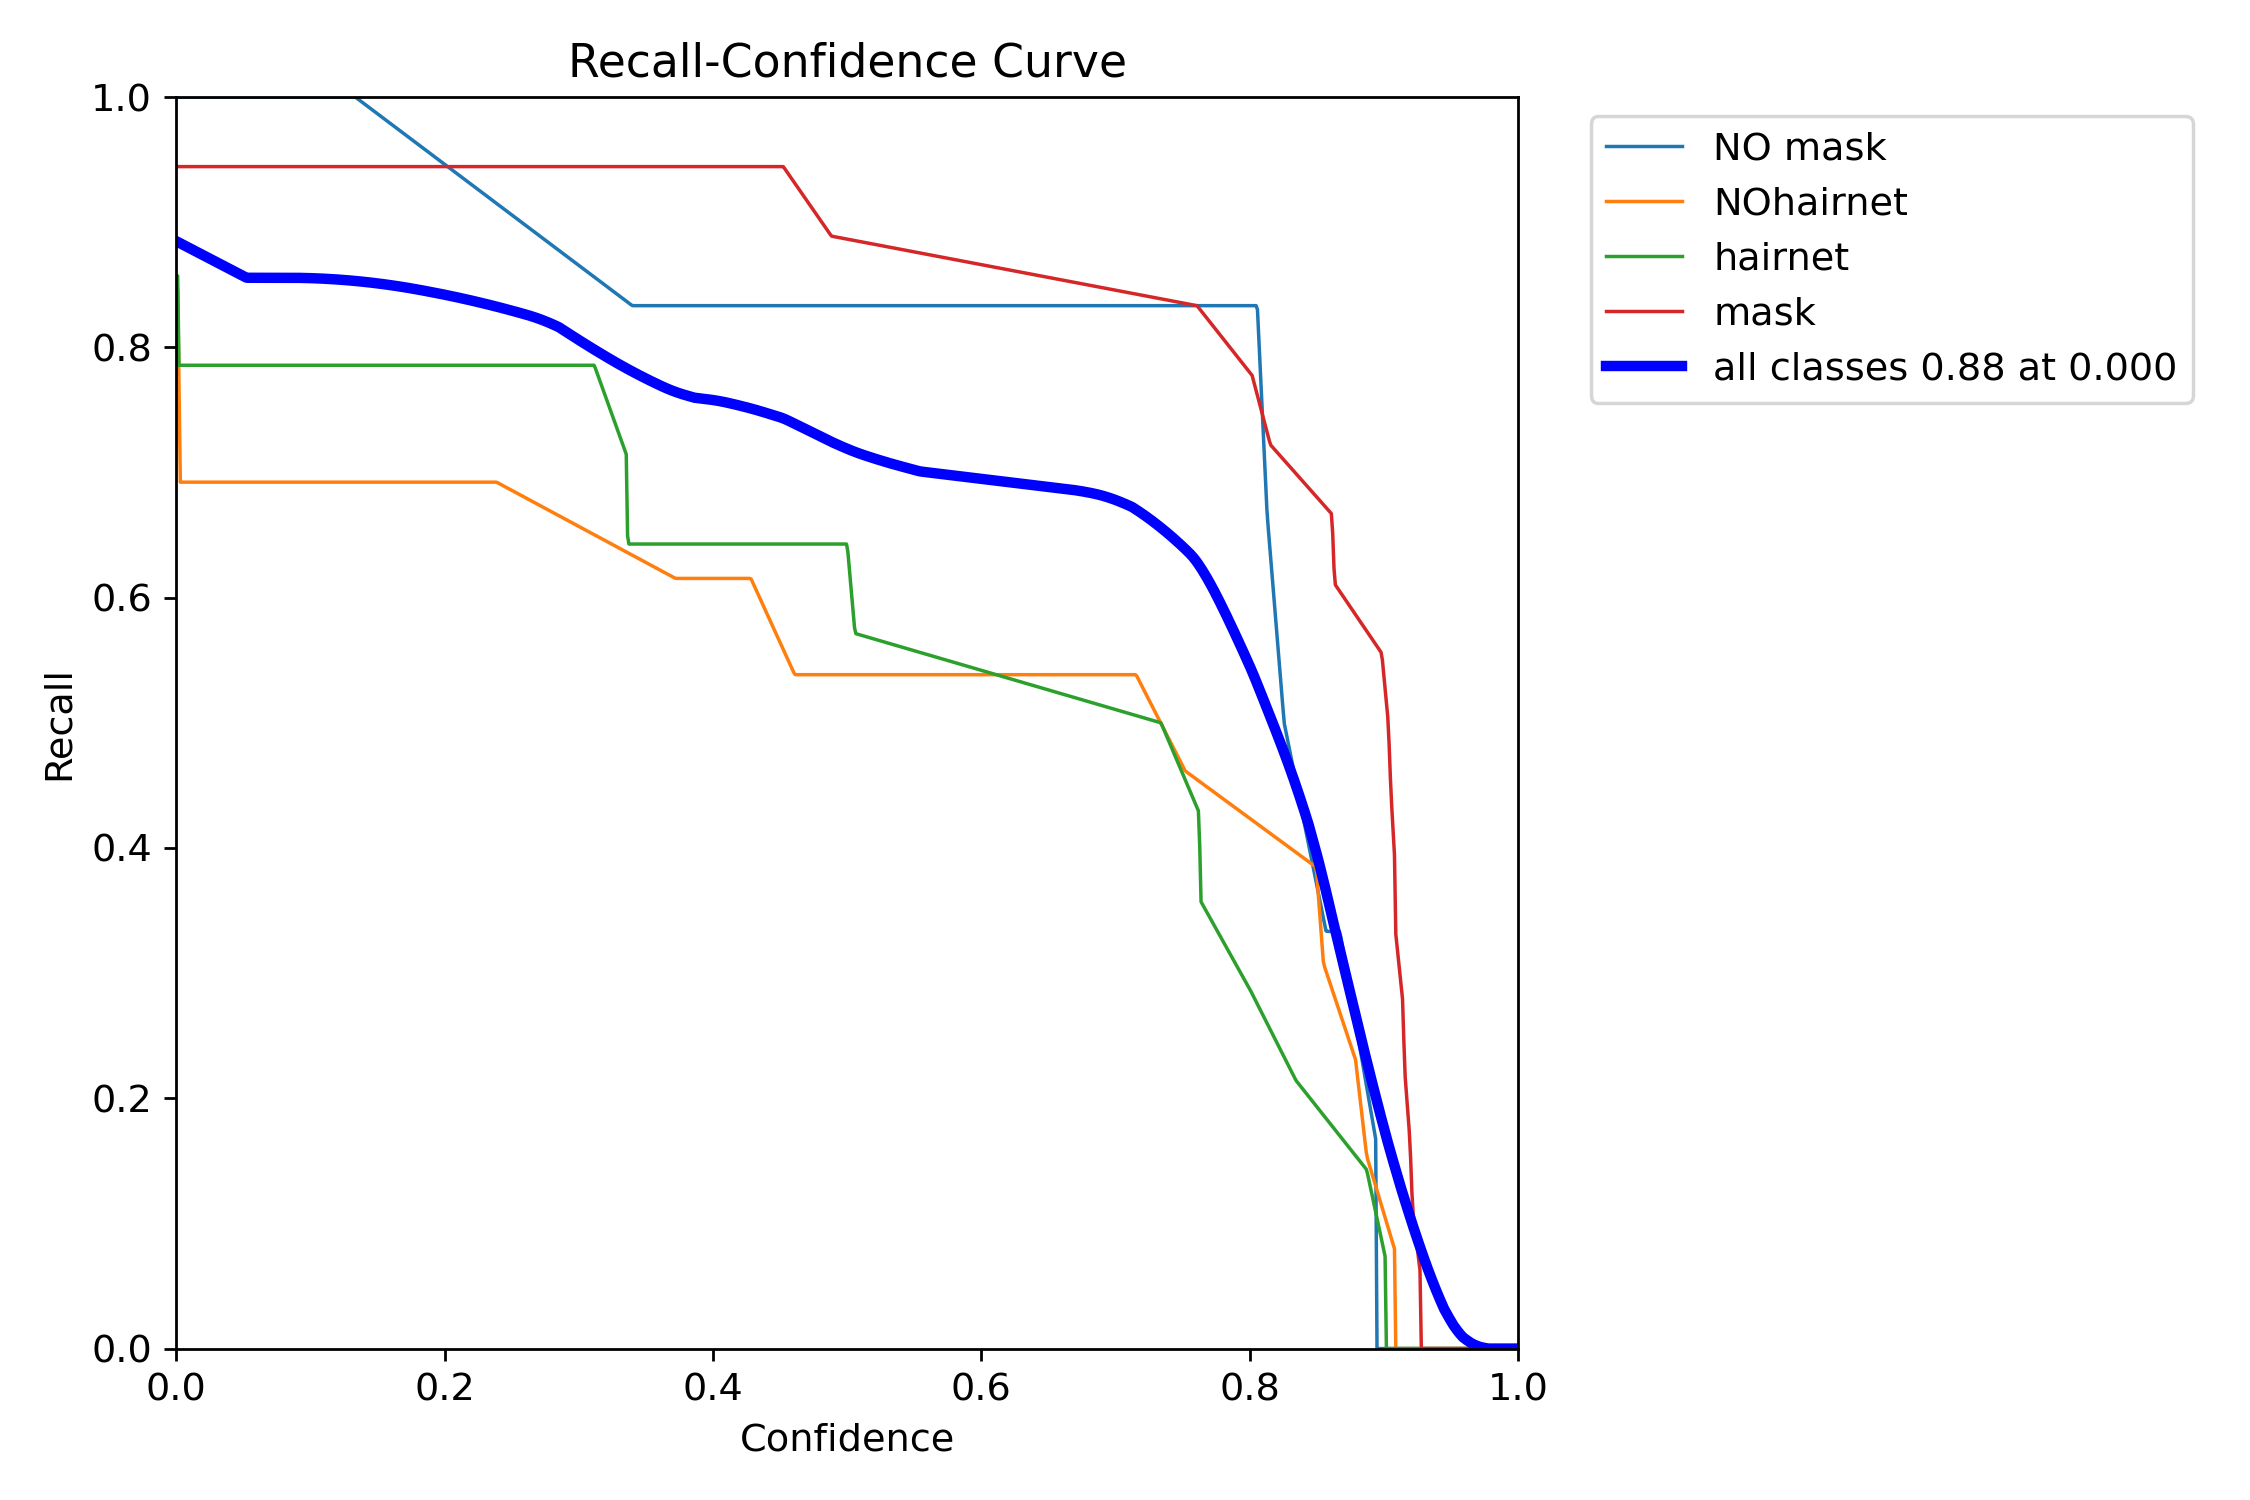 Recall-Confidence Curve
1.0
0.8
0.6
0.4
0.2
0.0
Recall
0.0 0.2 0.4 0.6 0.8 1.0
Confidence
NO mask
NOhairnet
hairnet
mask
all classes 0.88 at 0.000